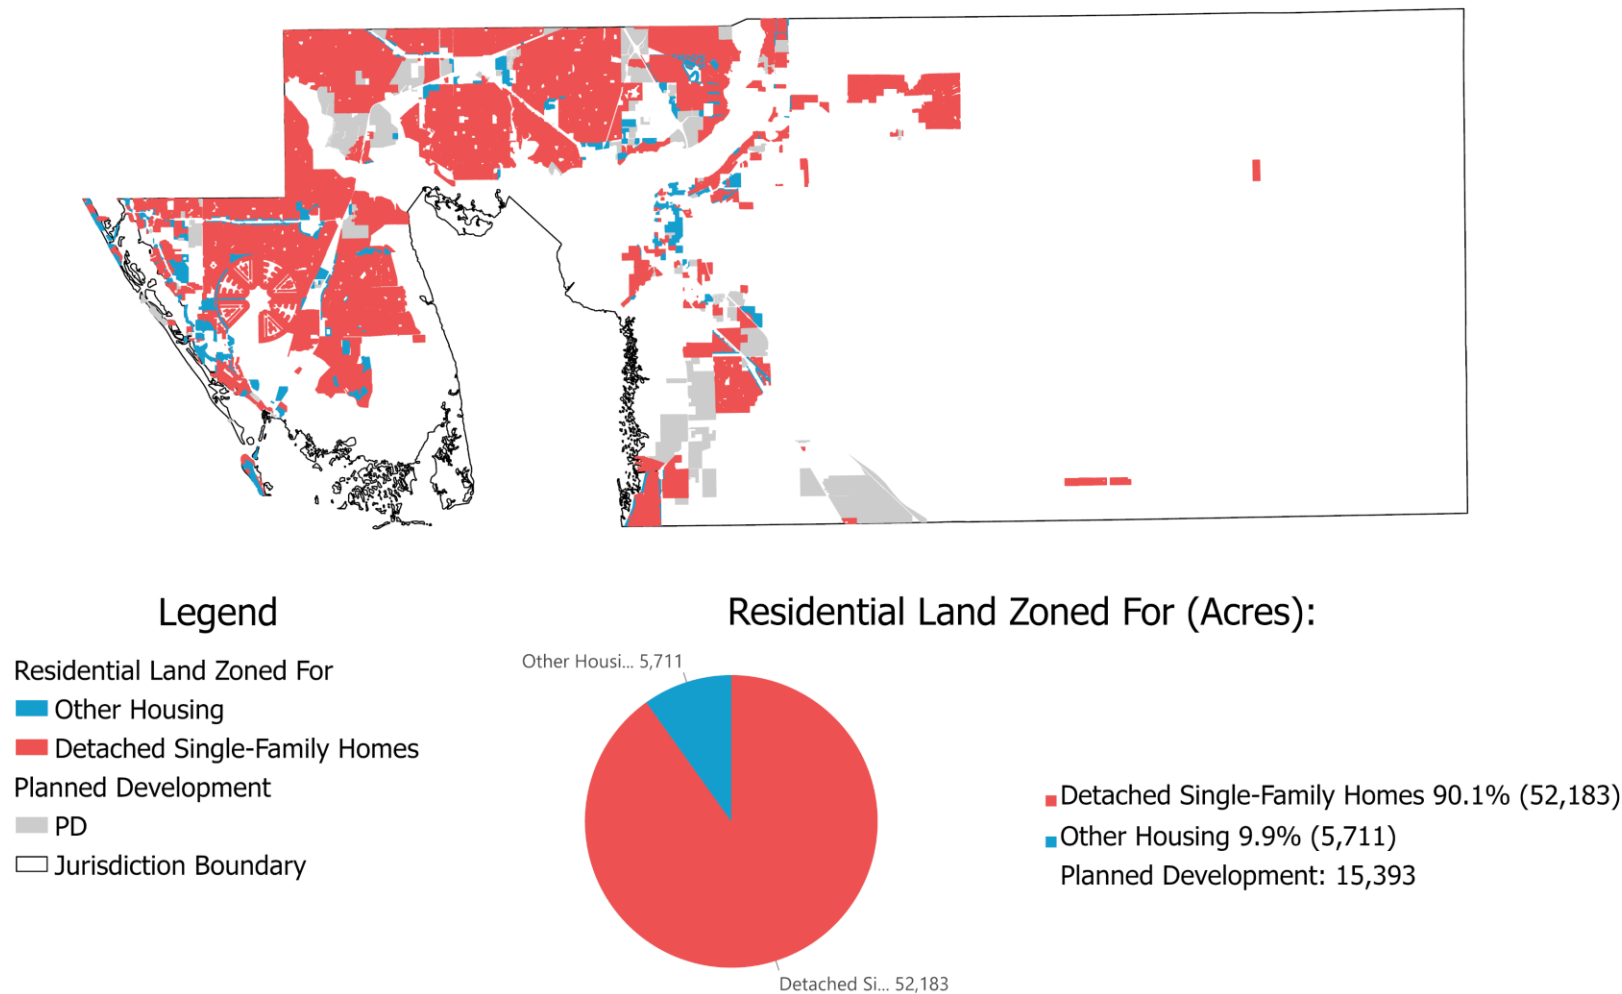 Legend
Residential Land Zoned For
Other Housing
Detached Single-Family Homes
Planned Development
PD
Jurisdiction Boundary
Residential Land Zoned For (Acres):
Other Housi... 5,711
Detached Si... 52,183
Detached Single-Family Homes 90.1% (52,183)
Other Housing 9.9% (5,711)
Planned Development: 15,393